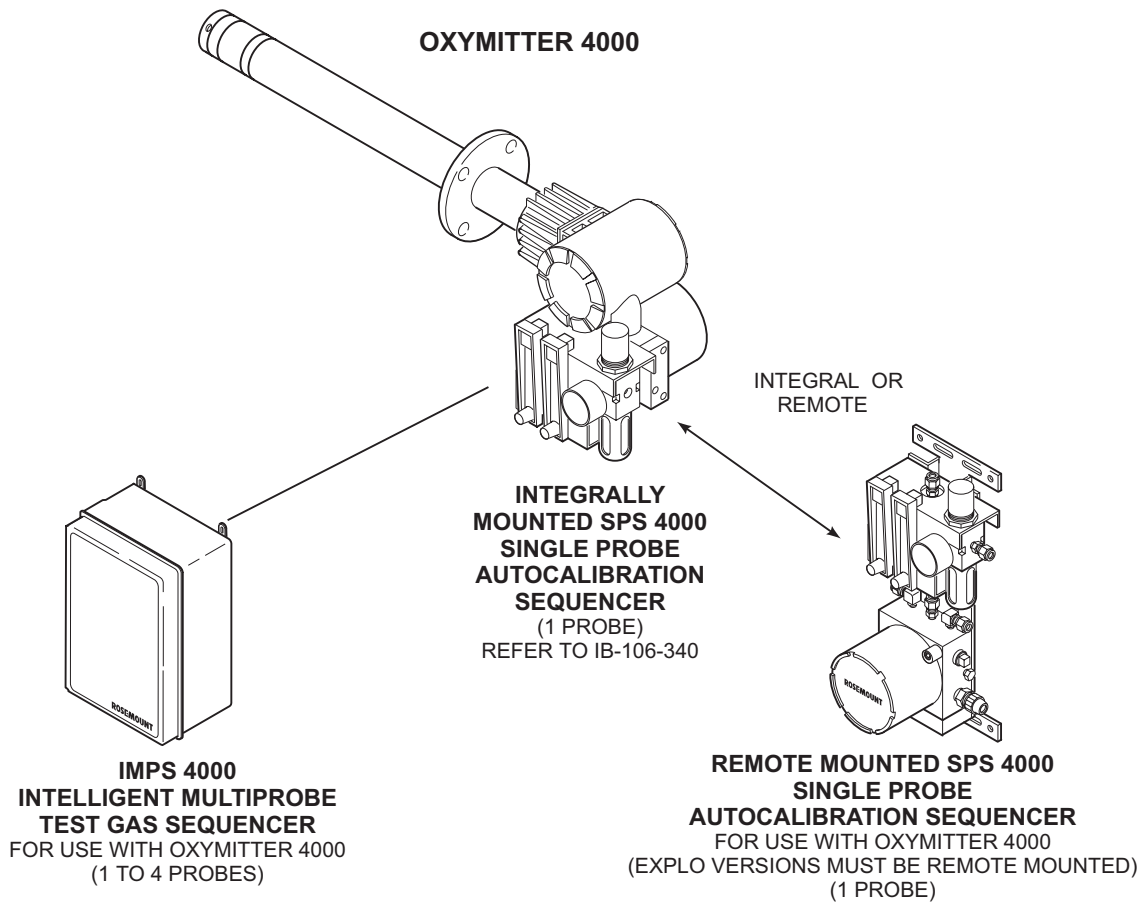 OXYMITTER 4000
INTEGRAL OR
REMOTE
INTEGRALLY
MOUNTED SPS 4000
SINGLE PROBE
AUTOCALIBRATION
SEQUENCER
(1 PROBE)
REFER TO IB-106-340
ROSEMOUNT
IMPS 4000
INTELLIGENT MULTIPROBE
TEST GAS SEQUENCER
FOR USE WITH OXYMITTER 4000
(1 TO 4 PROBES)
ROSEMOUNT
REMOTE MOUNTED SPS 4000
SINGLE PROBE
AUTOCALIBRATION SEQUENCER
FOR USE WITH OXYMITTER 4000
(EXPLO VERSIONS MUST BE REMOTE MOUNTED)
(1 PROBE)